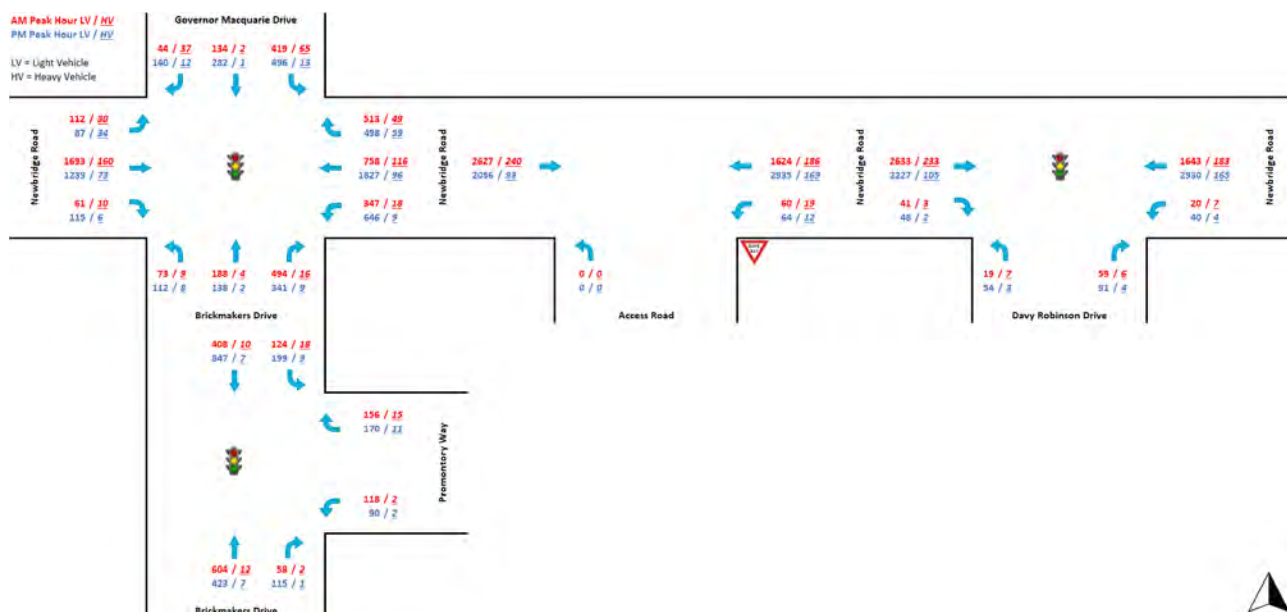 AM Peak Hour LV / HV
PM Peak Hour LV / HV
LV = Light Vehicle
HV = Heavy Vehicle
Governor Macquarie Drive
44 / 37 134 / 2 419 / 65
140 / 12 282 / 1 496 / 13
112 / 30
87 / 34
1693 / 160
1239 / 73
61 / 10
115 / 6
Newbridge Road
513 / 49
498 / 59
758 / 116
1827 / 96
347 / 18
646 / 9
Newbridge Road
73 / 9 188 / 4 494 / 16
112 / 8 138 / 2 341 / 9
Brickmakers Drive
2627 / 240
2056 / 93
1624 / 186
2935 / 169
60 / 19
64 / 12
0 / 0
0 / 0
Access Road
Newbridge Road
2633 / 233
2227 / 105
41 / 3
48 / 2
1643 / 183
2930 / 165
20 / 7
40 / 4
Newbridge Road
19 / 7 59 / 6
54 / 3 91 / 4
Davy Robinson Drive
408 / 10 124 / 18
847 / 7 199 / 9
156 / 15
170 / 11
118 / 2
90 / 2
Promontory Way
604 / 12 58 / 2
423 / 7 115 / 1
Brickmakers Drive